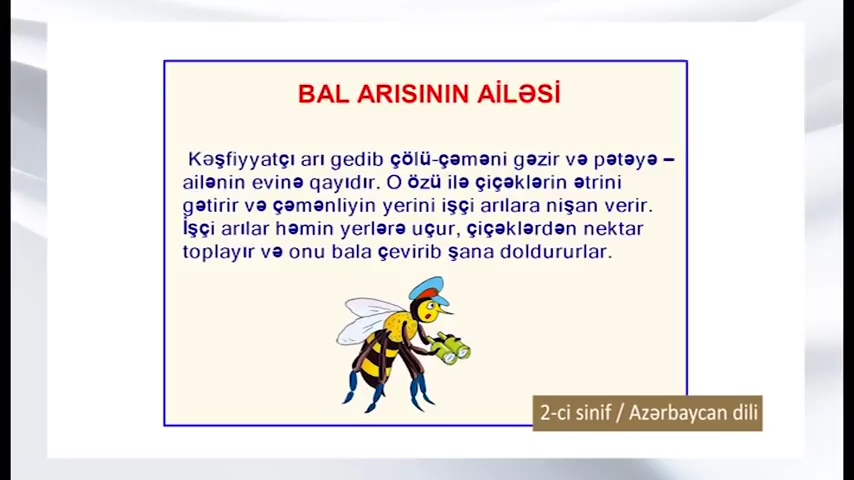 BAL ARISININ AİLƏSİ
Kəşfiyyatçı arı gedib çölü-çəməni gəzir və pətəyə –
ailənin evinə qayıdır. O özü ilə çiçəklərin ətrini
gətirir və çəmənliyin yerini işçi arılara nişan verir.
İşçi arılar həmin yerlərə uçur, çiçəklərdən nektar
toplayır və onu bala çevirib şana doldururlar.
2-ci sinif / Azərbaycan dili